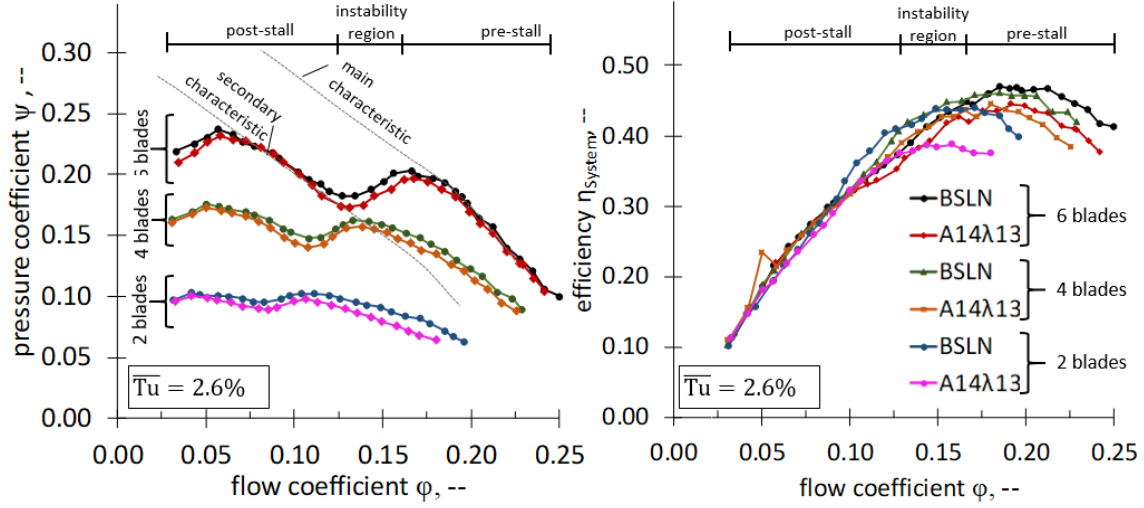 instability
post-stall
region
pre-stall
0.30
0.25
0.20
0.15
0.10
0.05
0.00
pressure coefficient ψ, --
main
characteristic
secondary
characteristic
blades
4 blades
2 blades
Tu = 2.6%
0.00 0.05 0.10 0.15 0.20 0.25
flow coefficient φ, --
instability
post-stall
region
pre-stall
0.50
0.40
0.30
0.20
0.10
0.00
efficiency ηSystem, --
BSLN
A14λ13
6 blades
BSLN
A14λ13
4 blades
BSLN
A14λ13
2 blades
Tu = 2.6%
0.00 0.05 0.10 0.15 0.20 0.25
flow coefficient φ, --